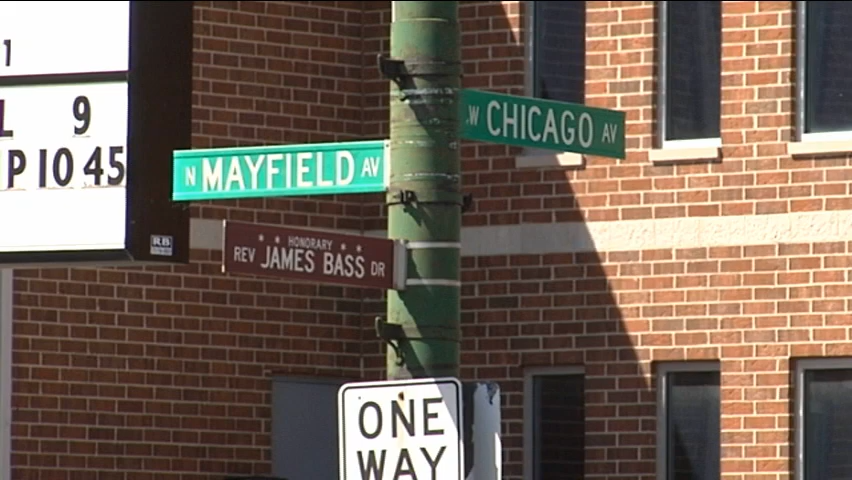 1
L 9
P 10 45
RB
N MAYFIELD AV
W CHICAGO AV
HONORARY
REV JAMES BASS DR
ONE
WAY